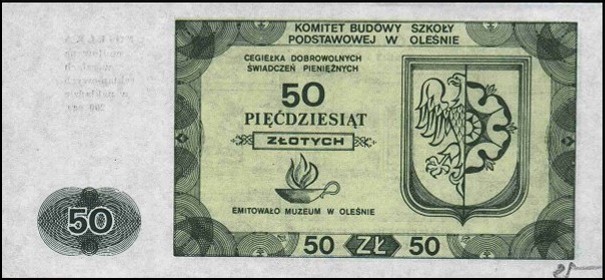 KOMITET BUDOWY SZKOŁY
PODSTAWOWEJ W OLEŚNIE
CEGIEŁKA DOBROWOLNYCH
ŚWIADCZEŃ PIENIĘŻNYCH
50
PIĘĆDZIESIĄT
ZŁOTYCH
EMITOWAŁO MUZEUM W OLEŚNIE
50
50 ZŁ 50